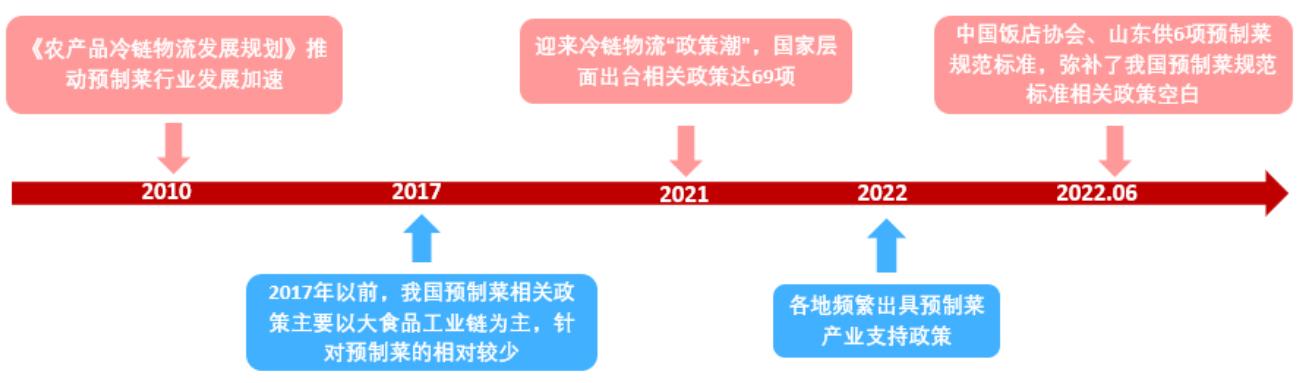 《农产品冷链物流发展规划》推
动预制菜行业发展加速
迎来冷链物流“政策潮”，国家层
面出台相关政策达69项
中国饭店协会、山东供6项预制菜
规范标准，弥补了我国预制菜规范
标准相关政策空白
2010
2017
2021
2022
2022.06
2017年以前，我国预制菜相关政
策主要以大食品工业链为主，针
对预制菜的相对较少
各地频繁出具预制菜
产业支持政策